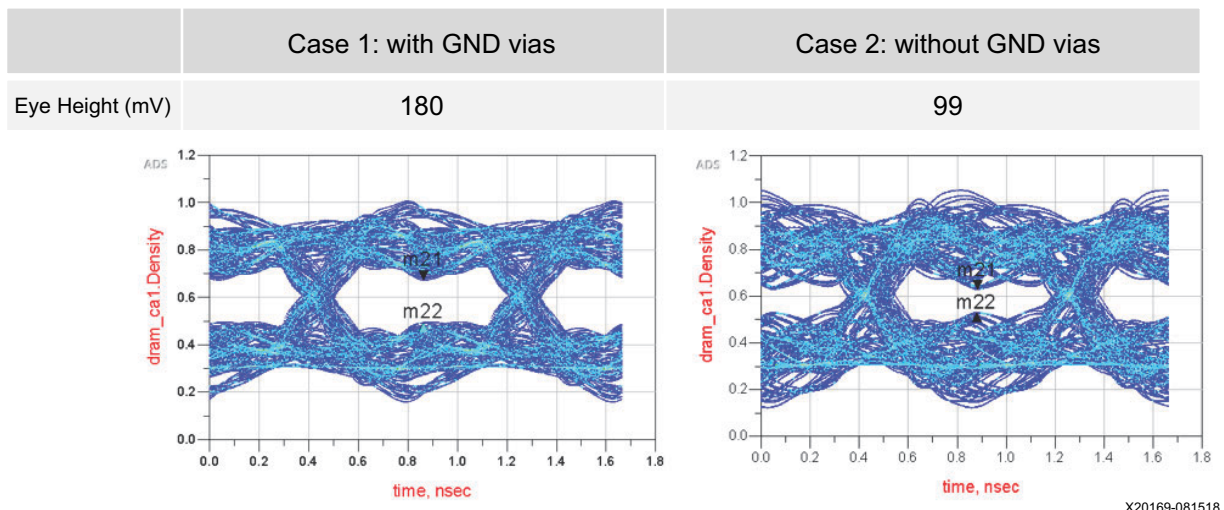 Case 1: with GND vias Case 2: without GND vias
Eye Height (mV) 180 99
ADS 1.2 ADS 1.2
1.0 1.0
0.8 0.8
m21 m21
0.6 0.6
m22 m22
0.4 0.4
0.2 0.2
0.0 0.0
dram_ca1.Density dram_ca1.Density
0.0 0.2 0.4 0.6 0.8 1.0 1.2 1.4 1.6 1.8 0.0 0.2 0.4 0.6 0.8 1.0 1.2 1.4 1.6 1.8
time, nsec time, nsec
X20169-081518